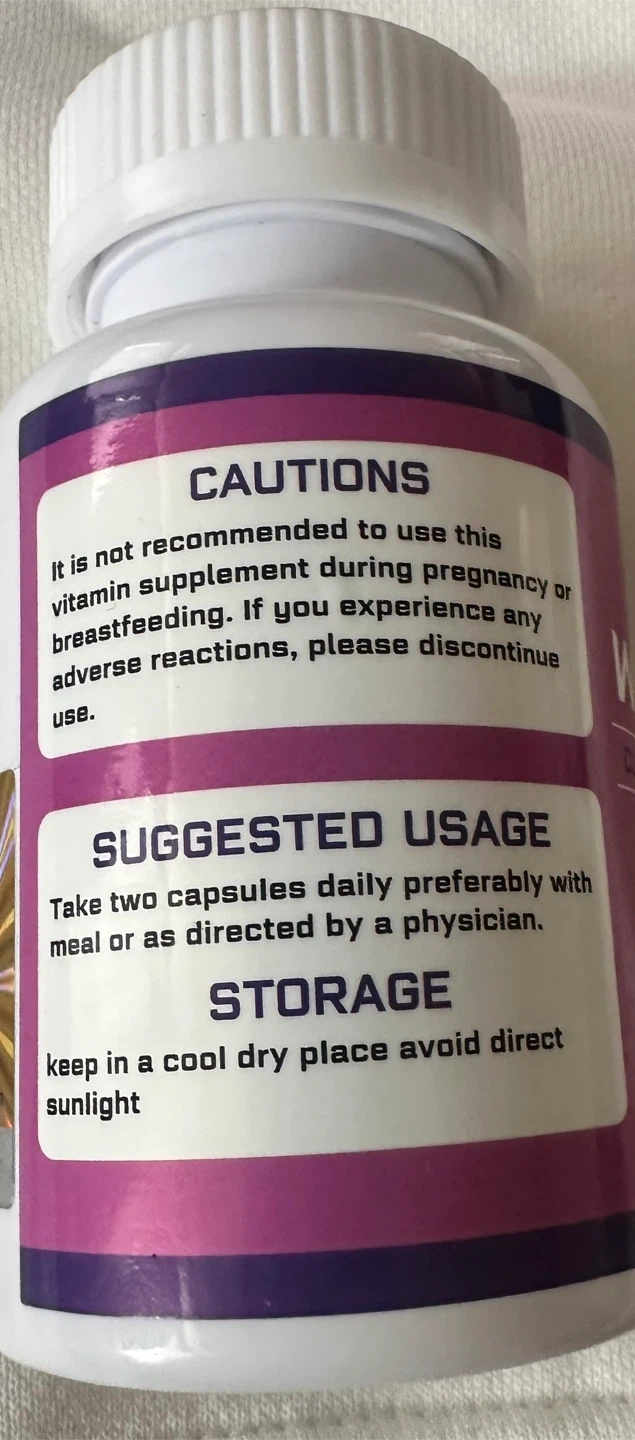 CAUTIONS
It is not recommended to use this
vitamin supplement during pregnancy or
breastfeeding. If you experience any
adverse reactions, please discontinue
use.
SUGGESTED USAGE
Take two capsules daily preferably with
meal or as directed by a physician.
STORAGE
keep in a cool dry place avoid direct
sunlight